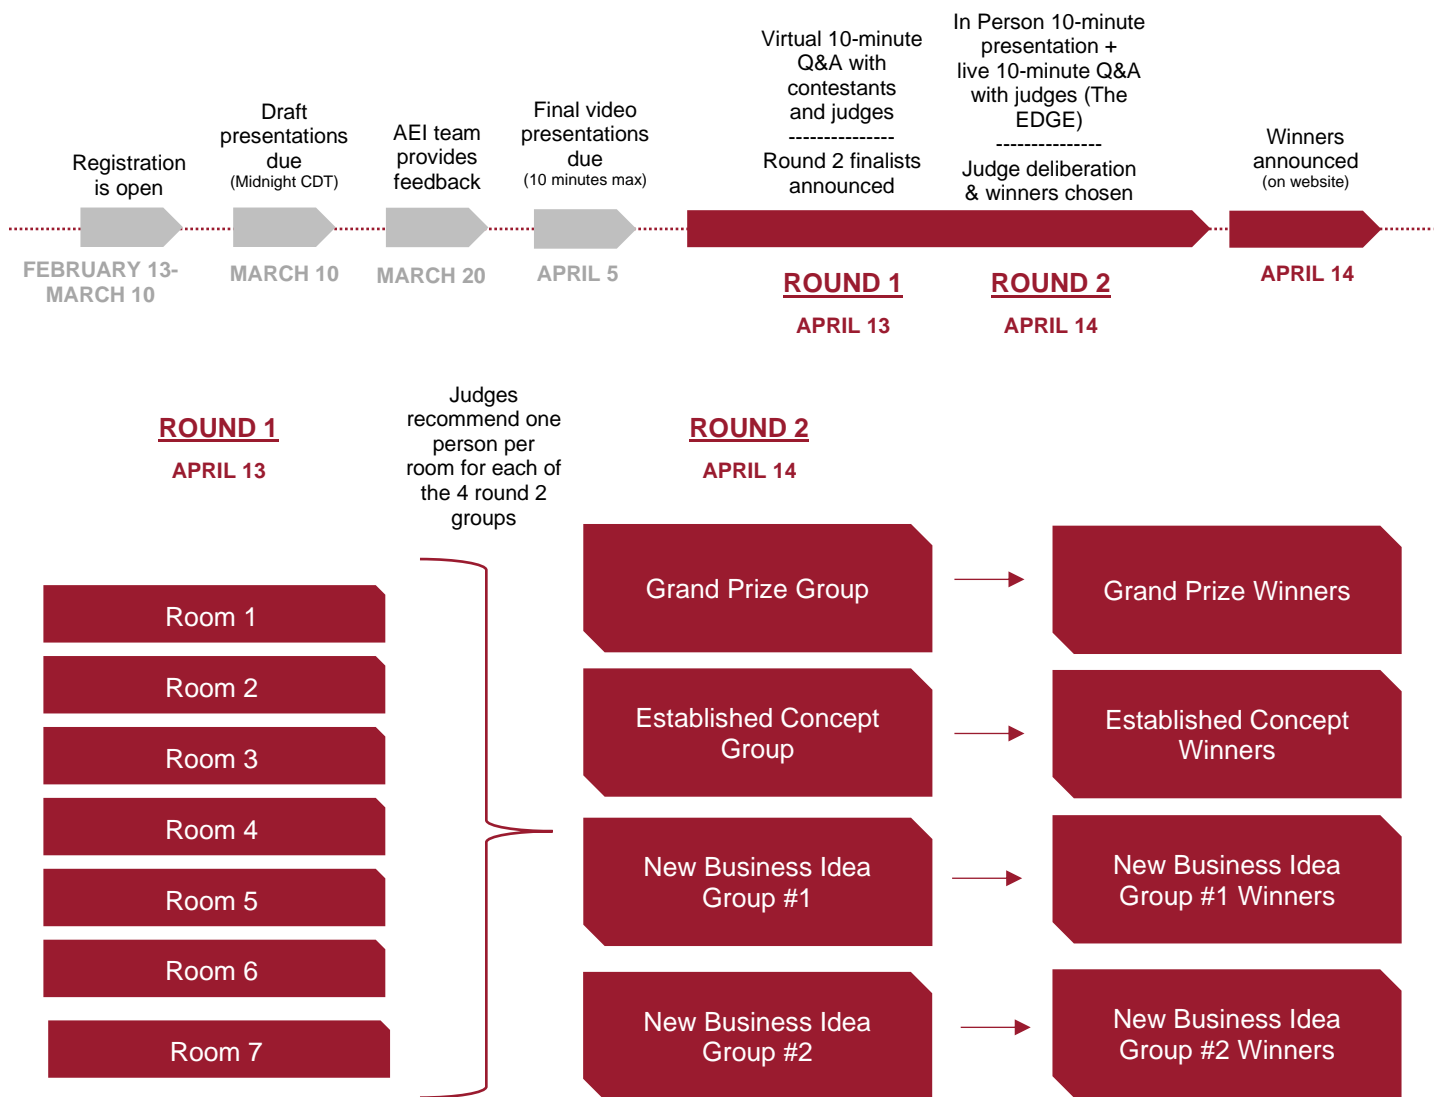 Registration
is open
FEBRUARY 13-
MARCH 10
Draft
presentations
due
(Midnight CDT)
MARCH 10
AEI team
provides
feedback
MARCH 20
Final video
presentations
due
(10 minutes max)
APRIL 5
Virtual 10-minute
Q&A with
contestants
and judges
---------------
Round 2 finalists
announced
ROUND 1
APRIL 13
In Person 10-minute
presentation +
live 10-minute Q&A
with judges (The
EDGE)
---------------
Judge deliberation
& winners chosen
ROUND 2
APRIL 14
Winners
announced
(on website)
APRIL 14
ROUND 1
APRIL 13
Room 1
Room 2
Room 3
Room 4
Room 5
Room 6
Room 7
Judges
recommend one
person per
room for each of
the 4 round 2
groups
ROUND 2
APRIL 14
Grand Prize Group
Grand Prize Winners
Established Concept
Group
Established Concept
Winners
New Business Idea
Group #1
New Business Idea
Group #1 Winners
New Business Idea
Group #2
New Business Idea
Group #2 Winners